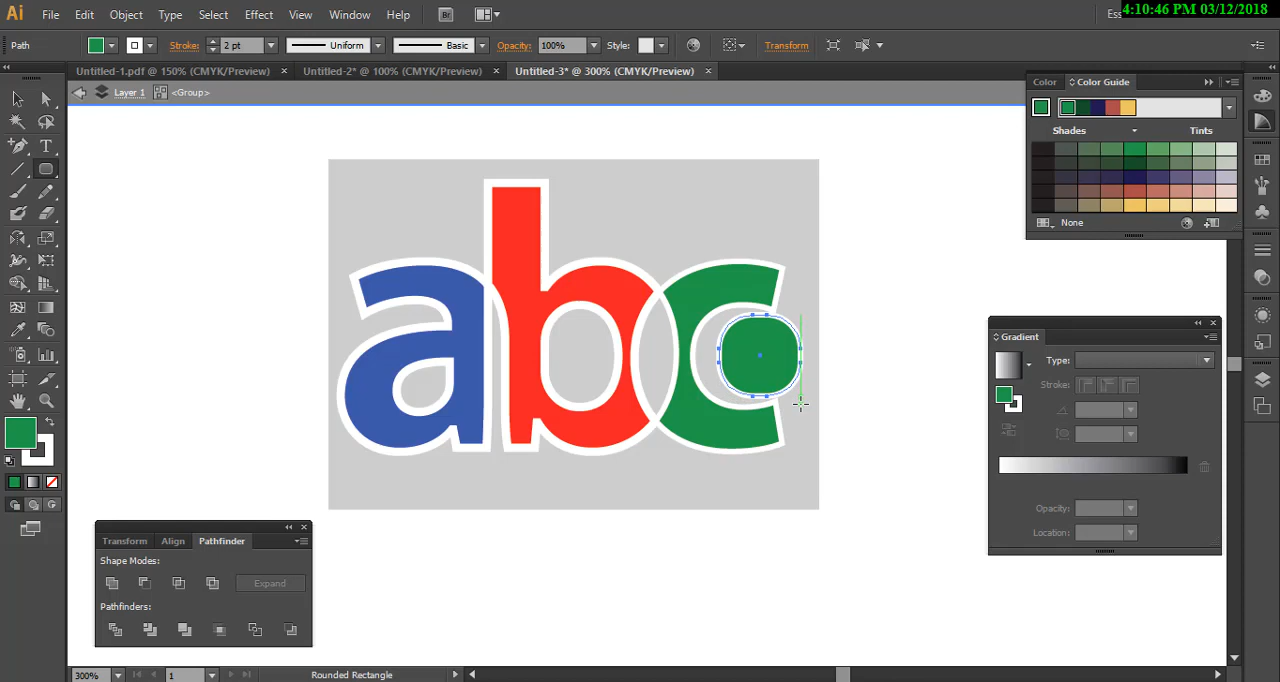 4:10:46 PM 03/12/2018
Ai File Edit Object Type Select Effect View Window Help Br Es
Path Stroke: 2 pt Uniform Basic Opacity: 100% Style: Transform
Untitled-1.pdf @ 150% (CMYK/Preview) × Untitled-2* @ 100% (CMYK/Preview) × Untitled-3* @ 300% (CMYK/Preview) ×
Layer 1 <Group>
Color Color Guide
Shades Tints
None
abc
Gradient
Type:
Stroke:
Opacity:
Location:
Transform Align Pathfinder
Shape Modes:
Expand
Pathfinders:
300% 1 Rounded Rectangle